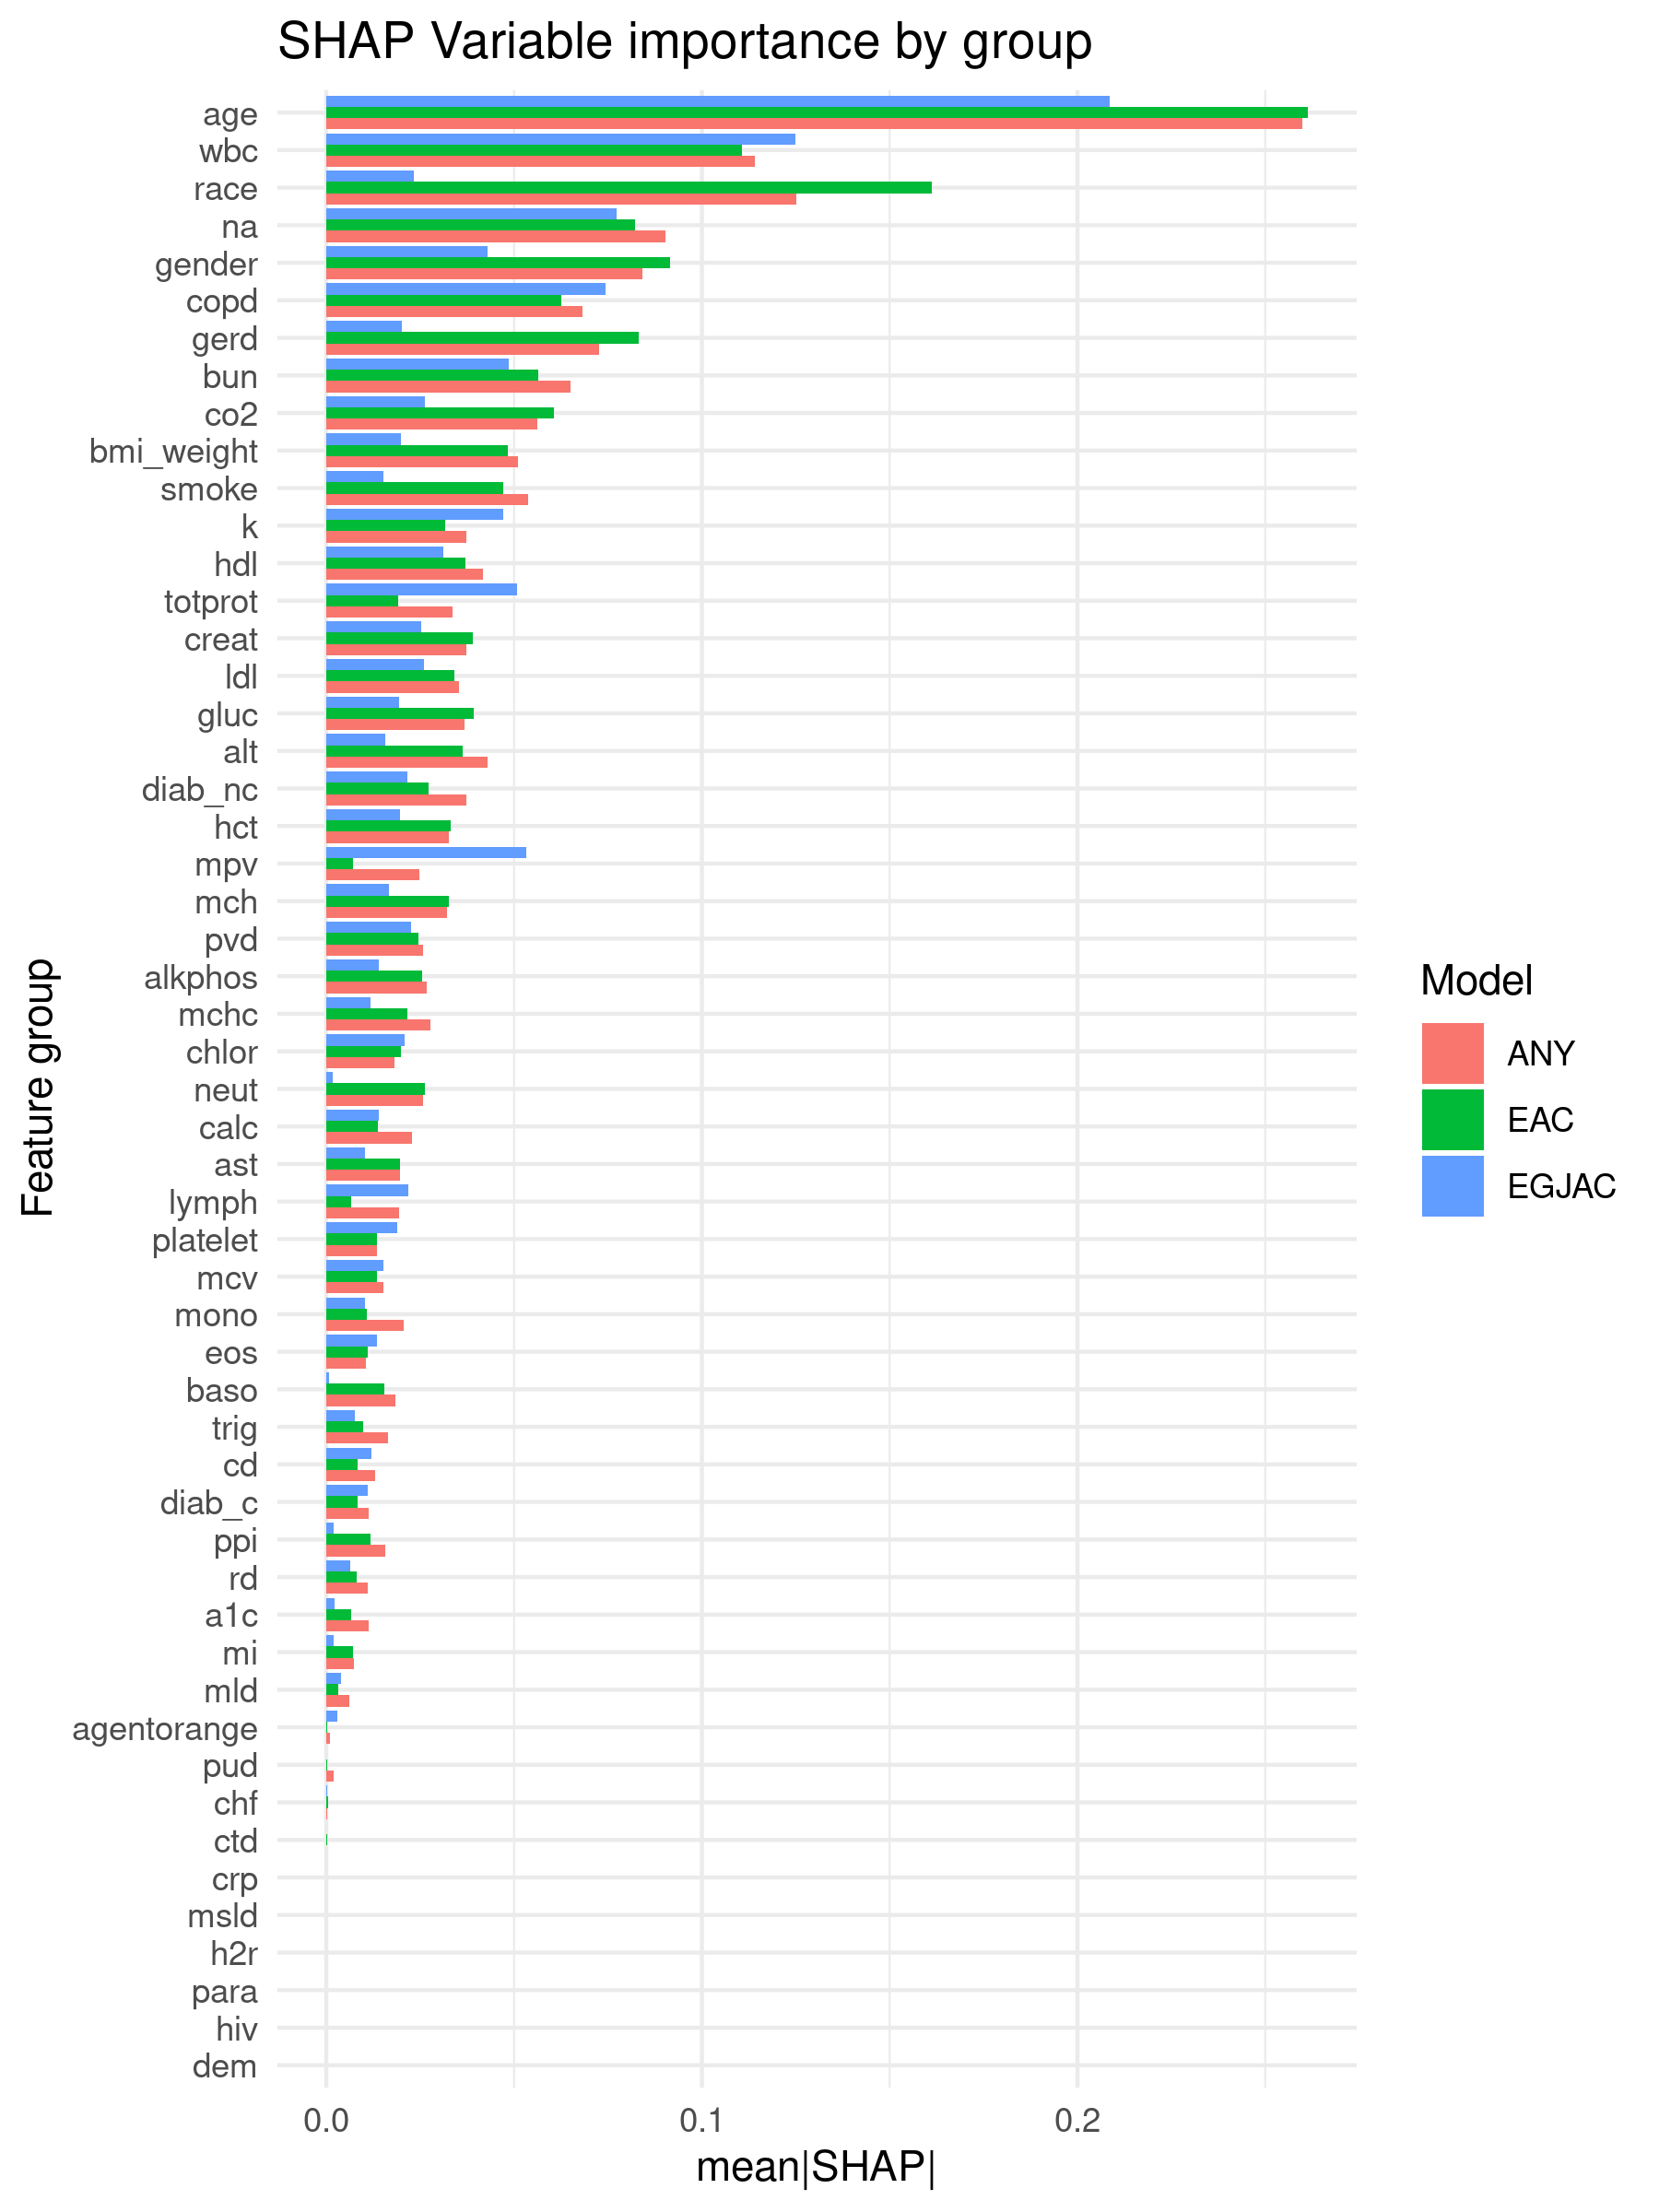 SHAP Variable importance by group
age
wbc
race
na
gender
copd
gerd
bun
co2
bmi_weight
smoke
k
hdl
totprot
creat
ldl
gluc
alt
diab_nc
hct
mpv
mch
pvd
alkphos
mchc
chlor
neut
calc
ast
lymph
platelet
mcv
mono
eos
baso
trig
cd
diab_c
ppi
rd
a1c
mi
mld
agentorange
pud
chf
ctd
crp
msld
h2r
para
hiv
dem
Feature group
0.0 0.1 0.2
mean|SHAP|
Model
ANY
EAC
EGJAC